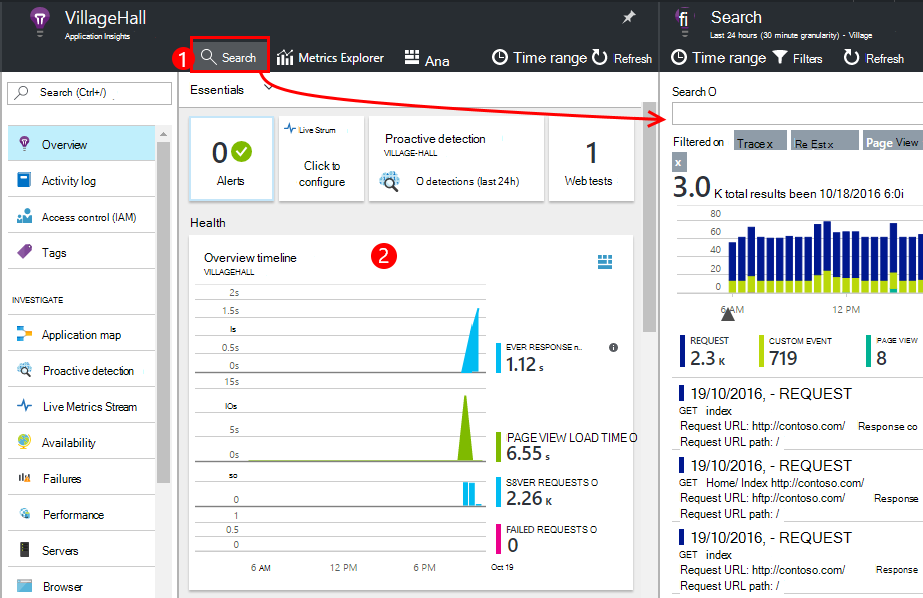 VillageHall
Application Insights
1
Search
Metrics Explorer
Ana
Time range
Refresh
Search (Ctrl+/)
Overview
Activity log
Access control (IAM)
Tags
INVESTIGATE
Application map
Proactive detection
Live Metrics Stream
Availability
Failures
Performance
Servers
Browser
Essentials
0
Alerts
Live Strum
Click to
configure
Proactive detection
VILLAGE-HALL
O detections (last 24h)
1
Web tests
Health
Overview timeline
VILLAGEHALL
2
2s
1.5s
Is
0.5s
0s
EVER RESPONSE n..
1.12 s
15s
IOs
5s
0s
PAGE VIEW LOAD TIME O
6.55 s
so
0
S8VER REQUESTS O
2.26 K
1
0.5
0
FAILED REQUESTS O
0
6 AM
12 PM
6 PM
Oct 19
fi
Search
Last 24 hours (30 minute granularity) - Village
Time range
Filters
Refresh
Search O
Filtered on
Trace x
Re Est x
Page View
x
3.0 K total results been 10/18/2016 6:0i
80
60
40
20
0
6 AM
12 PM
REQUEST
2.3 K
CUSTOM EVENT
719
PAGE VIEW
8
19/10/2016, - REQUEST
GET index
Request URL: http://contoso.com/ Response co
Request URL path: /
19/10/2016, - REQUEST
GET Home/ Index http://contoso.com/
Request URL: http://contoso.com/ Response
Request URL path: /
19/10/2016, - REQUEST
GET index
Request URL: http://contoso.com/ Response
Request URL path: /